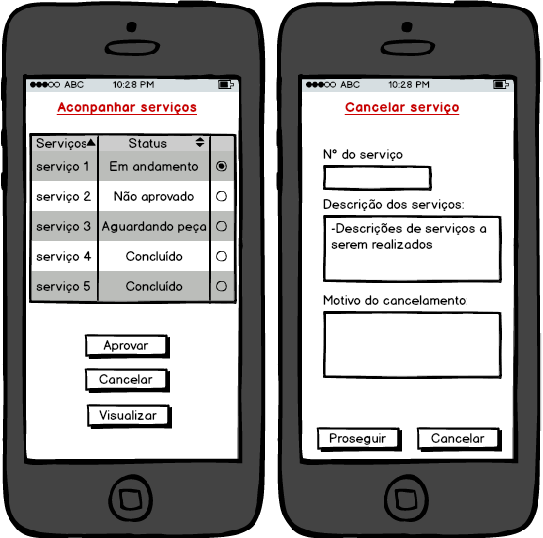 ABC 10:28 PM
Aconpanhar serviços
Serviços Status
serviço 1 Em andamento
serviço 2 Não aprovado
serviço 3 Aguardando peça
serviço 4 Concluído
serviço 5 Concluído
Aprovar
Cancelar
Visualizar
ABC 10:28 PM
Cancelar serviço
N° do serviço
Descrição dos serviços:
-Descrições de serviços a
serem realizados
Motivo do cancelamento
Proseguir Cancelar